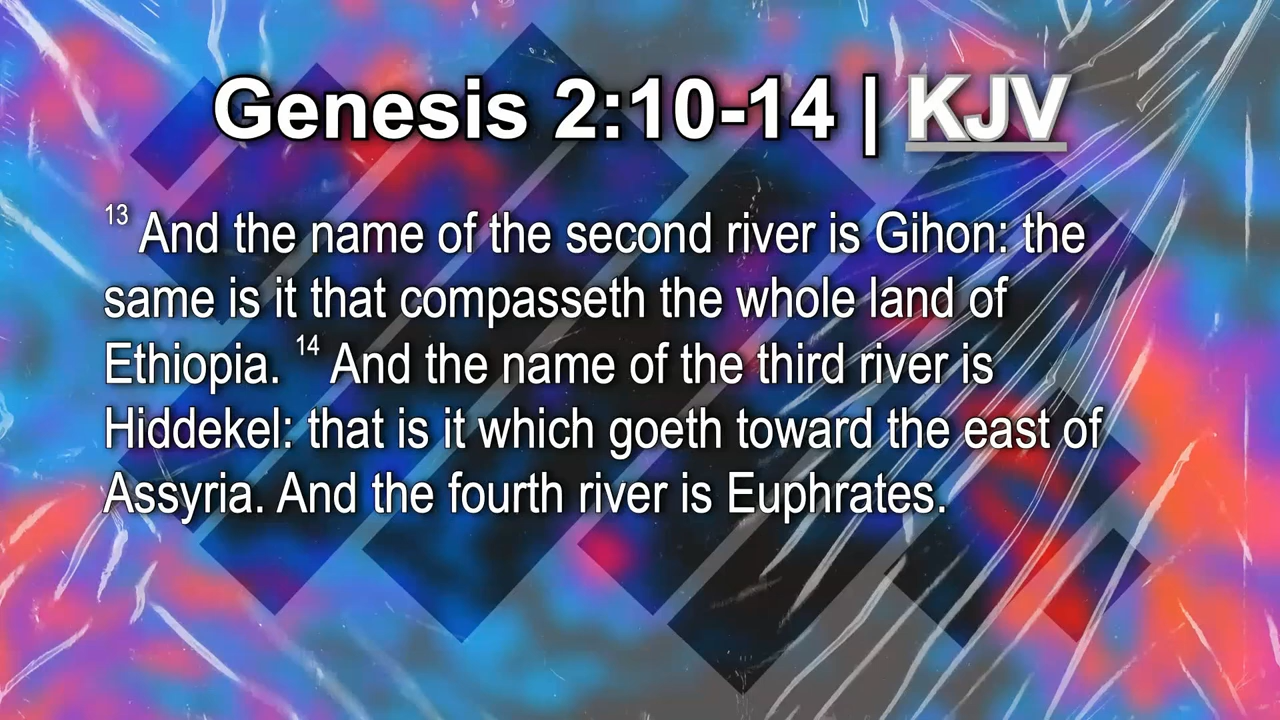 Genesis 2:10-14 | KJV
13 And the name of the second river is Gihon: the
same is it that compasseth the whole land of
Ethiopia. 14 And the name of the third river is
Hiddekel: that is it which goeth toward the east of
Assyria. And the fourth river is Euphrates.